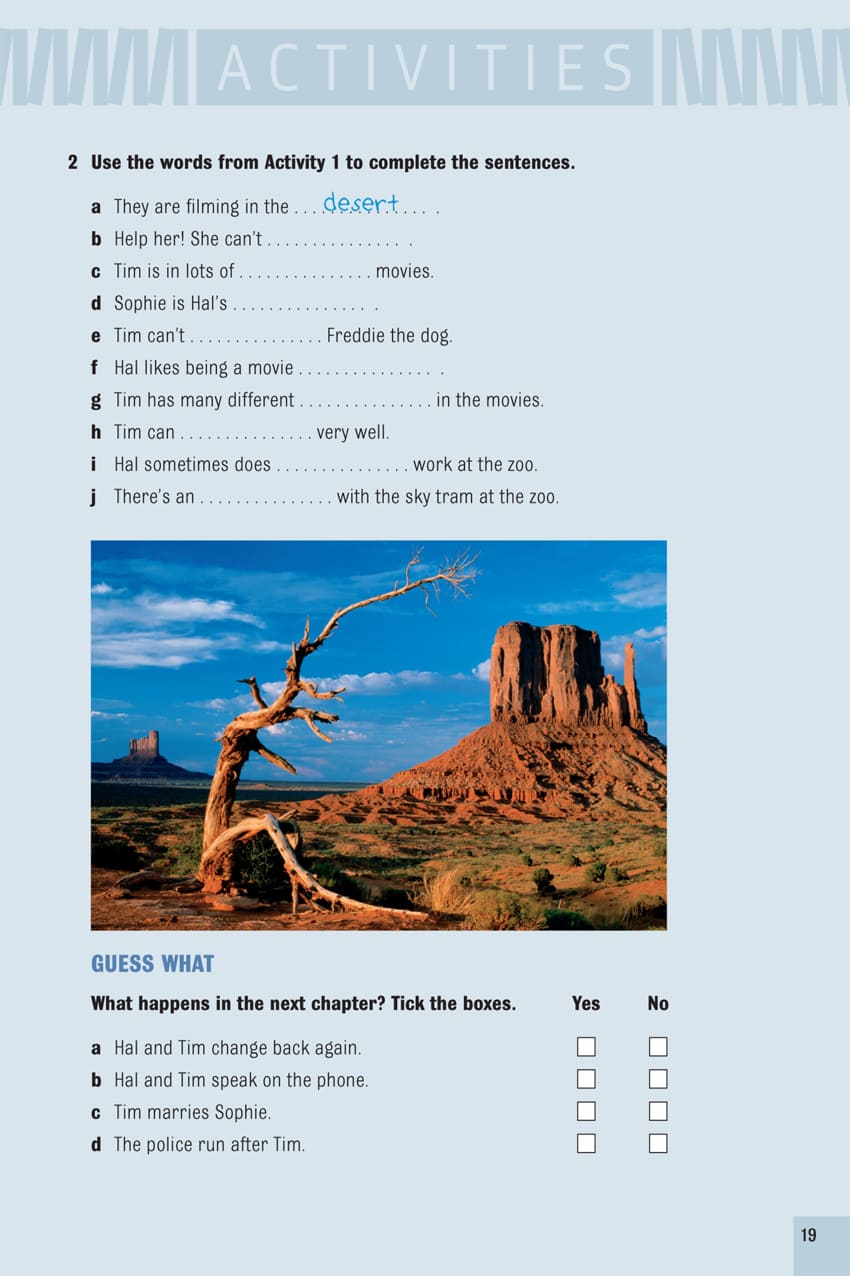 ACTIVITIES
2 Use the words from Activity 1 to complete the sentences.
a They are filming in the . . . . desert . . . . .
b Help her! She can't . . . . . . . . . . . . . . . .
c Tim is in lots of . . . . . . . . . . . . . . . movies.
d Sophie is Hal's . . . . . . . . . . . . . . . .
e Tim can't . . . . . . . . . . . . . . . Freddie the dog.
f Hal likes being a movie . . . . . . . . . . . . . . . .
g Tim has many different . . . . . . . . . . . . . . . in the movies.
h Tim can . . . . . . . . . . . . . . . very well.
i Hal sometimes does . . . . . . . . . . . . . . . work at the zoo.
j There's an . . . . . . . . . . . . . . . with the sky tram at the zoo.
GUESS WHAT
What happens in the next chapter? Tick the boxes. Yes No
a Hal and Tim change back again.
b Hal and Tim speak on the phone.
c Tim marries Sophie.
d The police run after Tim.
19